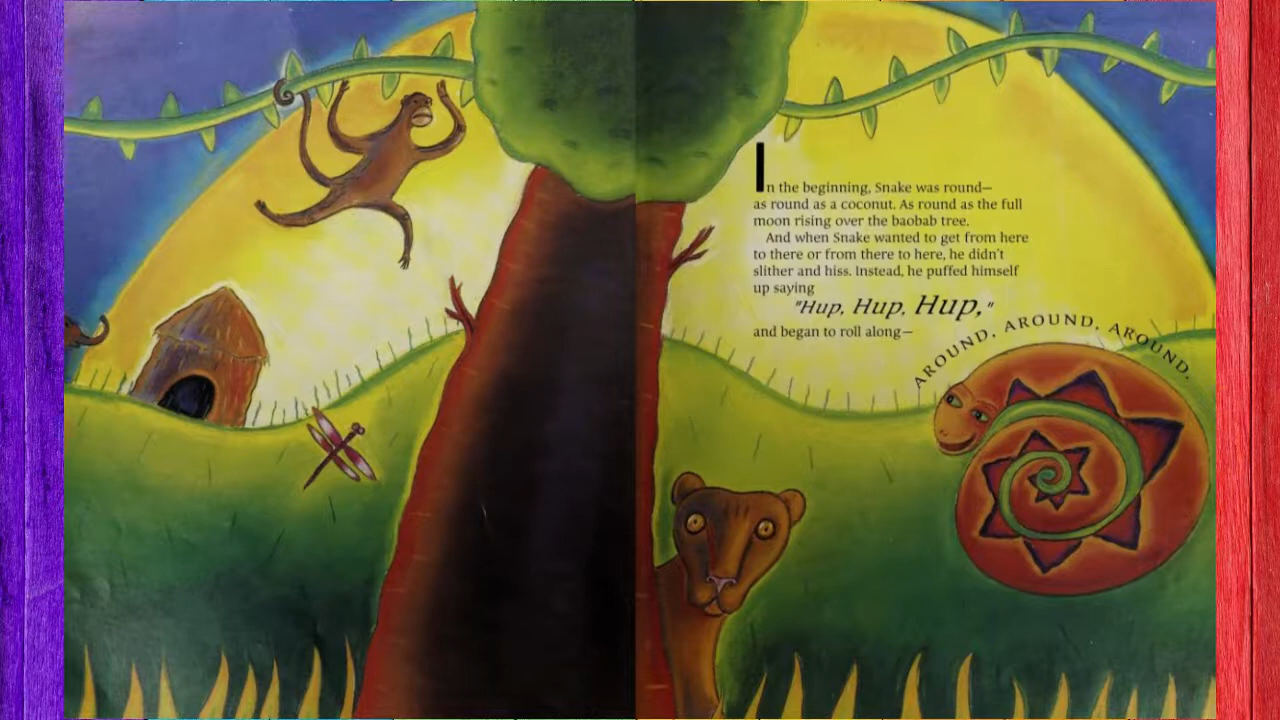 In the beginning, Snake was round—
as round as a coconut. As round as the full
moon rising over the baobab tree.
And when Snake wanted to get from here
to there or from there to here, he didn't
slither and hiss. Instead, he puffed himself
up saying
"Hup, Hup, Hup,"
and began to roll along—
AROUND, AROUND, AROUND, AROUND.